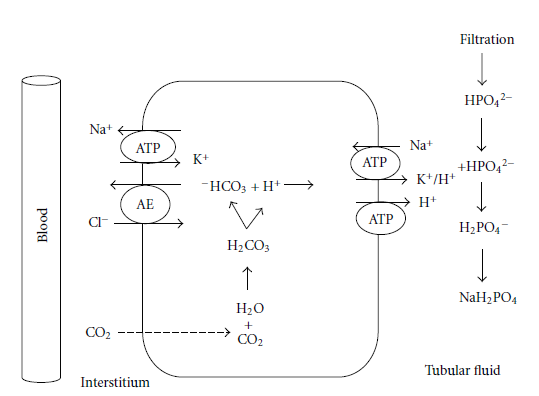 Filtration
HPO₄²⁻
Na⁺
ATP
K⁺
Na⁺
ATP
K⁺/H⁺
+HPO₄²⁻
⁻HCO₃ + H⁺
AE
Cl⁻
H⁺
ATP
H₂PO₄⁻
Blood
H₂CO₃
NaH₂PO₄
H₂O
+
CO₂
CO₂
Interstitium
Tubular fluid